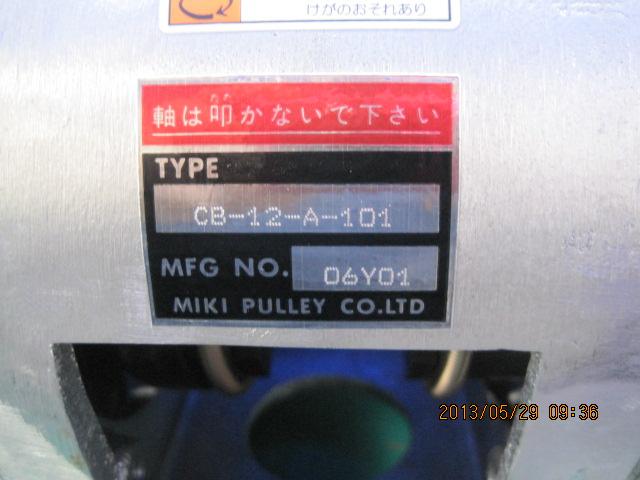 けがのおそれあり
軸は叩かないで下さい
TYPE
CB-12-A-101
MFG NO. 06Y01
MIKI PULLEY CO.LTD
2013/05/29 09:36